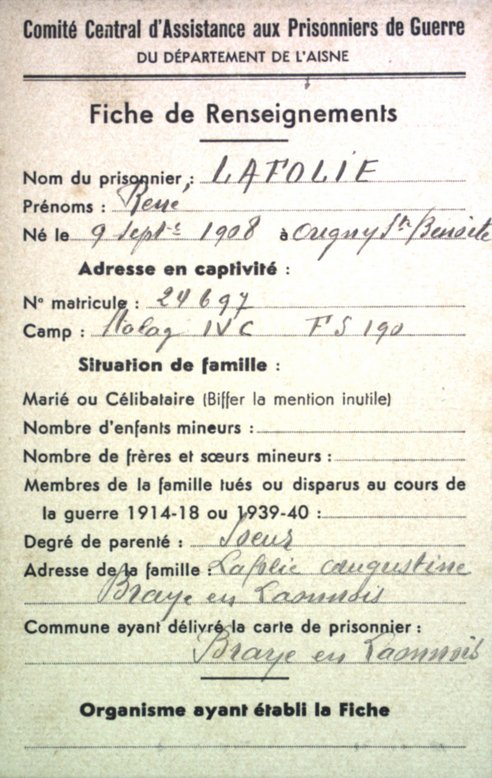 Comité Central d'Assistance aux Prisonniers de Guerre
DU DÉPARTEMENT DE L'AISNE
Fiche de Renseignements
Nom du prisonnier : LAFOLIE
Prénoms : René
Né le 9 Septre 1908 à Origny Ste Benoite
Adresse en captivité :
No matricule : 24697
Camp : Stalag IV C FS 190
Situation de famille :
Marié ou Célibataire (Biffer la mention inutile)
Nombre d'enfants mineurs :
Nombre de frères et sœurs mineurs :
Membres de la famille tués ou disparus au cours de
la guerre 1914-18 ou 1939-40 :
Degré de parenté : Soeur
Adresse de la famille : Lafolie Augustine
Braye en Laonnois
Commune ayant délivré la carte de prisonnier :
Braye en Laonnois
Organisme ayant établi la Fiche